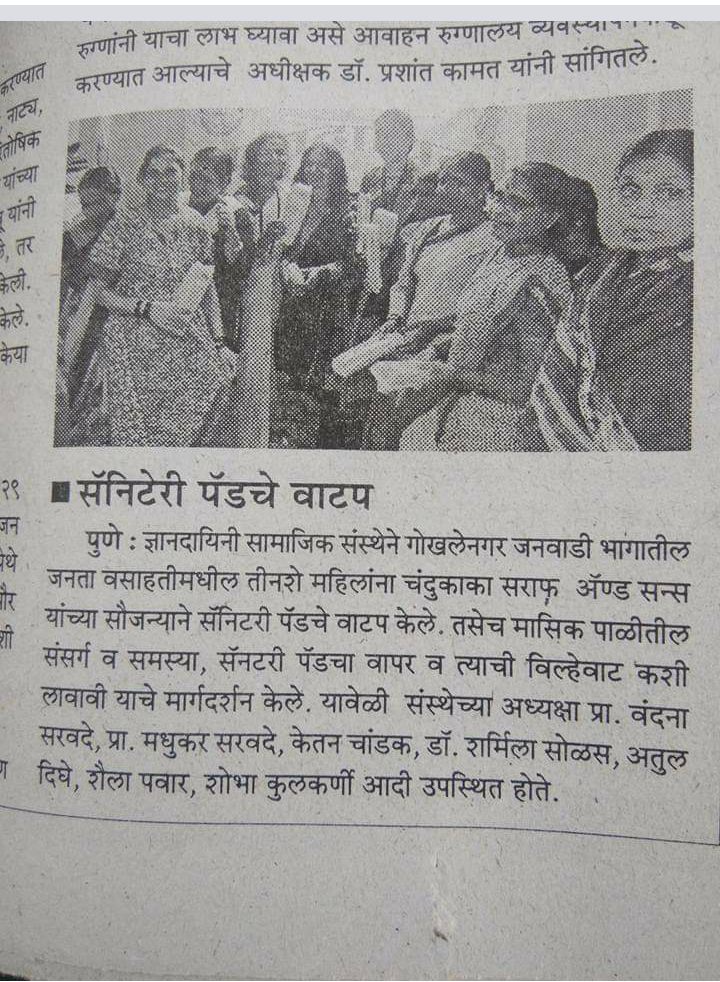 रुग्णांनी याचा लाभ घ्यावा असे आवाहन रुग्णालय
करण्यात आल्याचे अधीक्षक डॉ. प्रशांत कामत यांनी सांगितले.
करण्यात
नाट्य,
यांच्या
यांनी
, तर
केली.
केले.
केया
२९
जन
येथे
■ सॅनिटेरी पॅडचे वाटप
पुणे : ज्ञानदायिनी सामाजिक संस्थेने गोखलेनगर जनवाडी भागातील
जनता वसाहतीमधील तीनशे महिलांना चंदुकाका सराफ ॲण्ड सन्स
यांच्या सौजन्याने सॅनिटरी पॅडचे वाटप केले. तसेच मासिक पाळीतील
संसर्ग व समस्या, सॅनटरी पॅडचा वापर व त्याची विल्हेवाट कशी
लावावी याचे मार्गदर्शन केले. यावेळी संस्थेच्या अध्यक्षा प्रा. वंदना
सरवदे, प्रा. मधुकर सरवदे, केतन चांडक, डॉ. शर्मिला सोळस, अतुल
दिघे, शैला पवार, शोभा कुलकर्णी आदी उपस्थित होते.